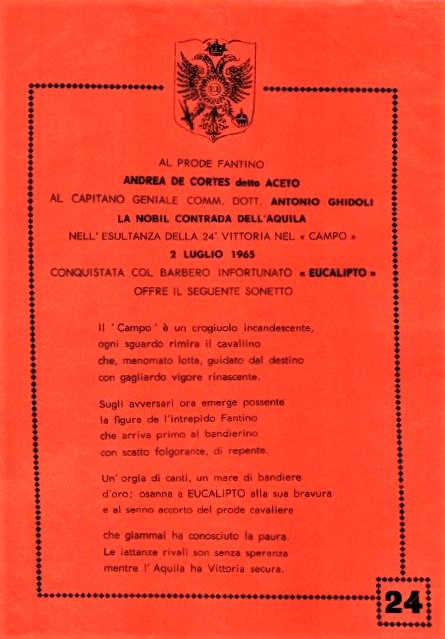 AL PRODE FANTINO
ANDREA DE CORTES detto ACETO
AL CAPITANO GENIALE COMM. DOTT. ANTONIO GHIDOLI
LA NOBIL CONTRADA DELL'AQUILA
NELL'ESULTANZA DELLA 24ª VITTORIA NEL « CAMPO »
2 LUGLIO 1965
CONQUISTATA COL BARBERO INFORTUNATO « EUCALIPTO »
OFFRE IL SEGUENTE SONETTO
Il 'Campo' è un crogiuolo incandescente,
ogni sguardo rimira il cavallino
che, menomato lotta, guidato dal destino
con gagliardo vigore rinascente.
Sugli avversari ora emerge possente
la figura de l'intrepido Fantino
che arriva primo al bandierino
con scatto folgorante, di repente.
Un'orgia di canti, un mare di bandiere
d'oro; osanna a EUCALIPTO alla sua bravura
e al senno accorto del prode cavaliere
che giammai ha conosciuto la paura.
Le iattanze rivali son senza speranza
mentre l'Aquila ha Vittoria secura.
24